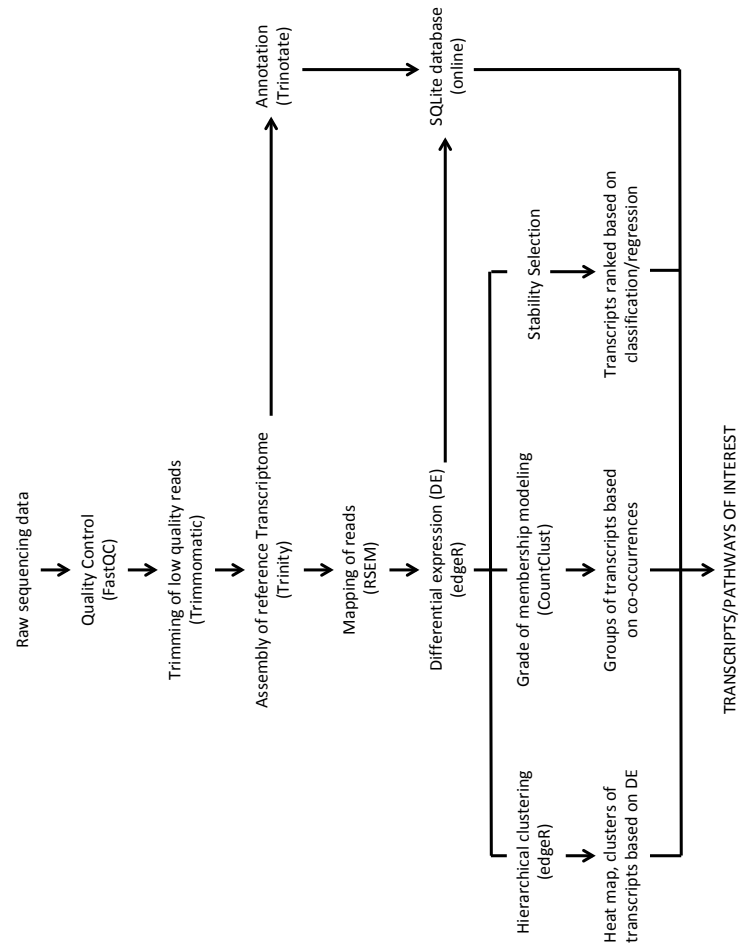 Raw sequencing data
Quality Control
(FastQC)
Trimming of low quality reads
(Trimmomatic)
Assembly of reference Transcriptome
(Trinity)
Annotation
(Trinotate)
Mapping of reads
(RSEM)
Differential expression (DE)
(edgeR)
SQLite database
(online)
Hierarchical clustering
(edgeR)
Grade of membership modeling
(CountClust)
Stability Selection
Heat map, clusters of
transcripts based on DE
Groups of transcripts based
on co-occurrences
Transcripts ranked based on
classification/regression
TRANSCRIPTS/PATHWAYS OF INTEREST